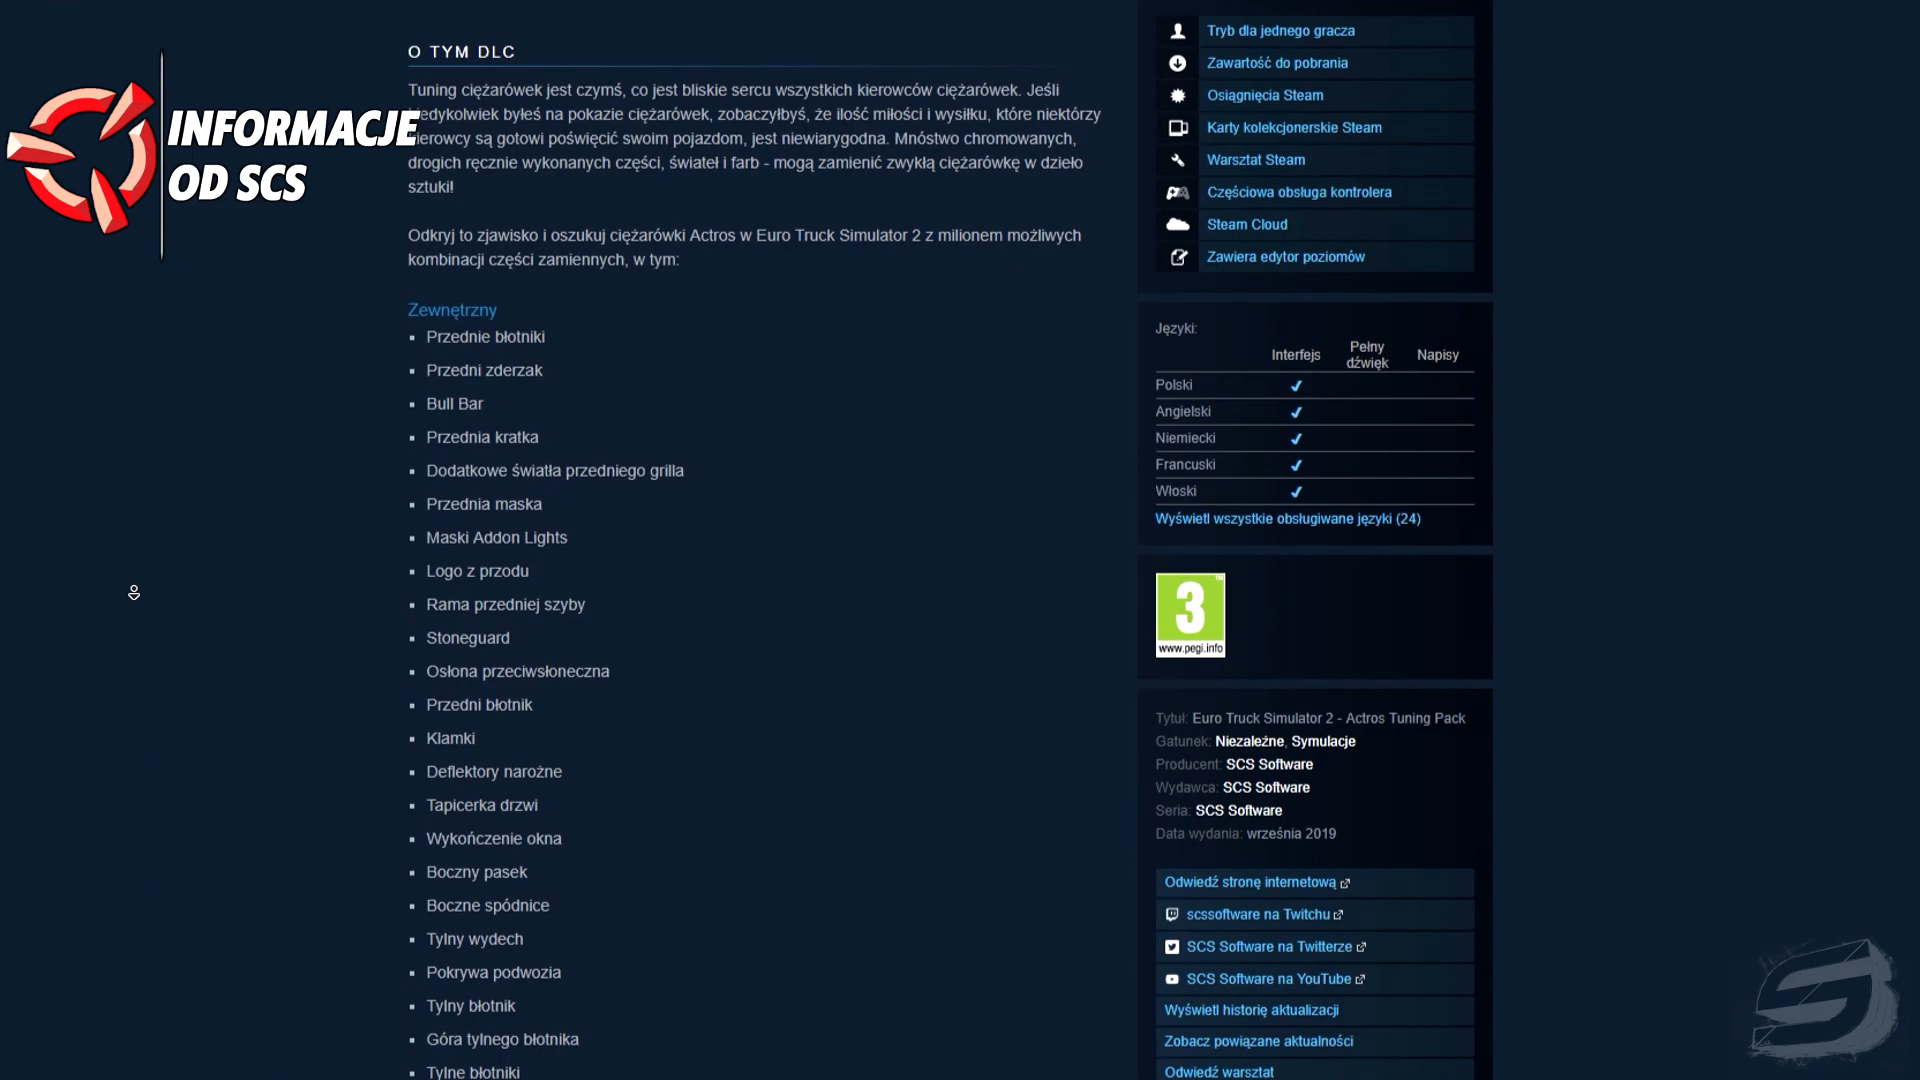 INFORMACJE
OD SCS
O TYM DLC
Tuning ciężarówek jest czymś, co jest bliskie sercu wszystkich kierowców ciężarówek. Jeśli
kiedykolwiek byłeś na pokazie ciężarówek, zobaczyłbyś, że ilość miłości i wysiłku, które niektórzy
kierowcy są gotowi poświęcić swoim pojazdom, jest niewiarygodna. Mnóstwo chromowanych,
drogich ręcznie wykonanych części, świateł i farb - mogą zamienić zwykłą ciężarówkę w dzieło
sztuki!
Odkryj to zjawisko i oszukuj ciężarówki Actros w Euro Truck Simulator 2 z milionem możliwych
kombinacji części zamiennych, w tym:
Zewnętrzny
Przednie błotniki
Przedni zderzak
Bull Bar
Przednia kratka
Dodatkowe światła przedniego grilla
Przednia maska
Maski Addon Lights
Logo z przodu
Rama przedniej szyby
Stoneguard
Osłona przeciwsłoneczna
Przedni błotnik
Klamki
Deflektory narożne
Tapicerka drzwi
Wykończenie okna
Boczny pasek
Boczne spódnice
Tylny wydech
Pokrywa podwozia
Tylny błotnik
Góra tylnego błotnika
Tylne błotniki
Tryb dla jednego gracza
Zawartość do pobrania
Osiągnięcia Steam
Karty kolekcjonerskie Steam
Warsztat Steam
Częściowa obsługa kontrolera
Steam Cloud
Zawiera edytor poziomów
Języki:
Interfejs Pełny dźwięk Napisy
Polski ✔
Angielski ✔
Niemiecki ✔
Francuski ✔
Włoski ✔
Wyświetl wszystkie obsługiwane języki (24)
3
www.pegi.info
Tytuł: Euro Truck Simulator 2 - Actros Tuning Pack
Gatunek: Niezależne, Symulacje
Producent: SCS Software
Wydawca: SCS Software
Seria: SCS Software
Data wydania: września 2019
Odwiedź stronę internetową
scssoftware na Twitchu
SCS Software na Twitterze
SCS Software na YouTube
Wyświetl historię aktualizacji
Zobacz powiązane aktualności
Odwiedź warsztat